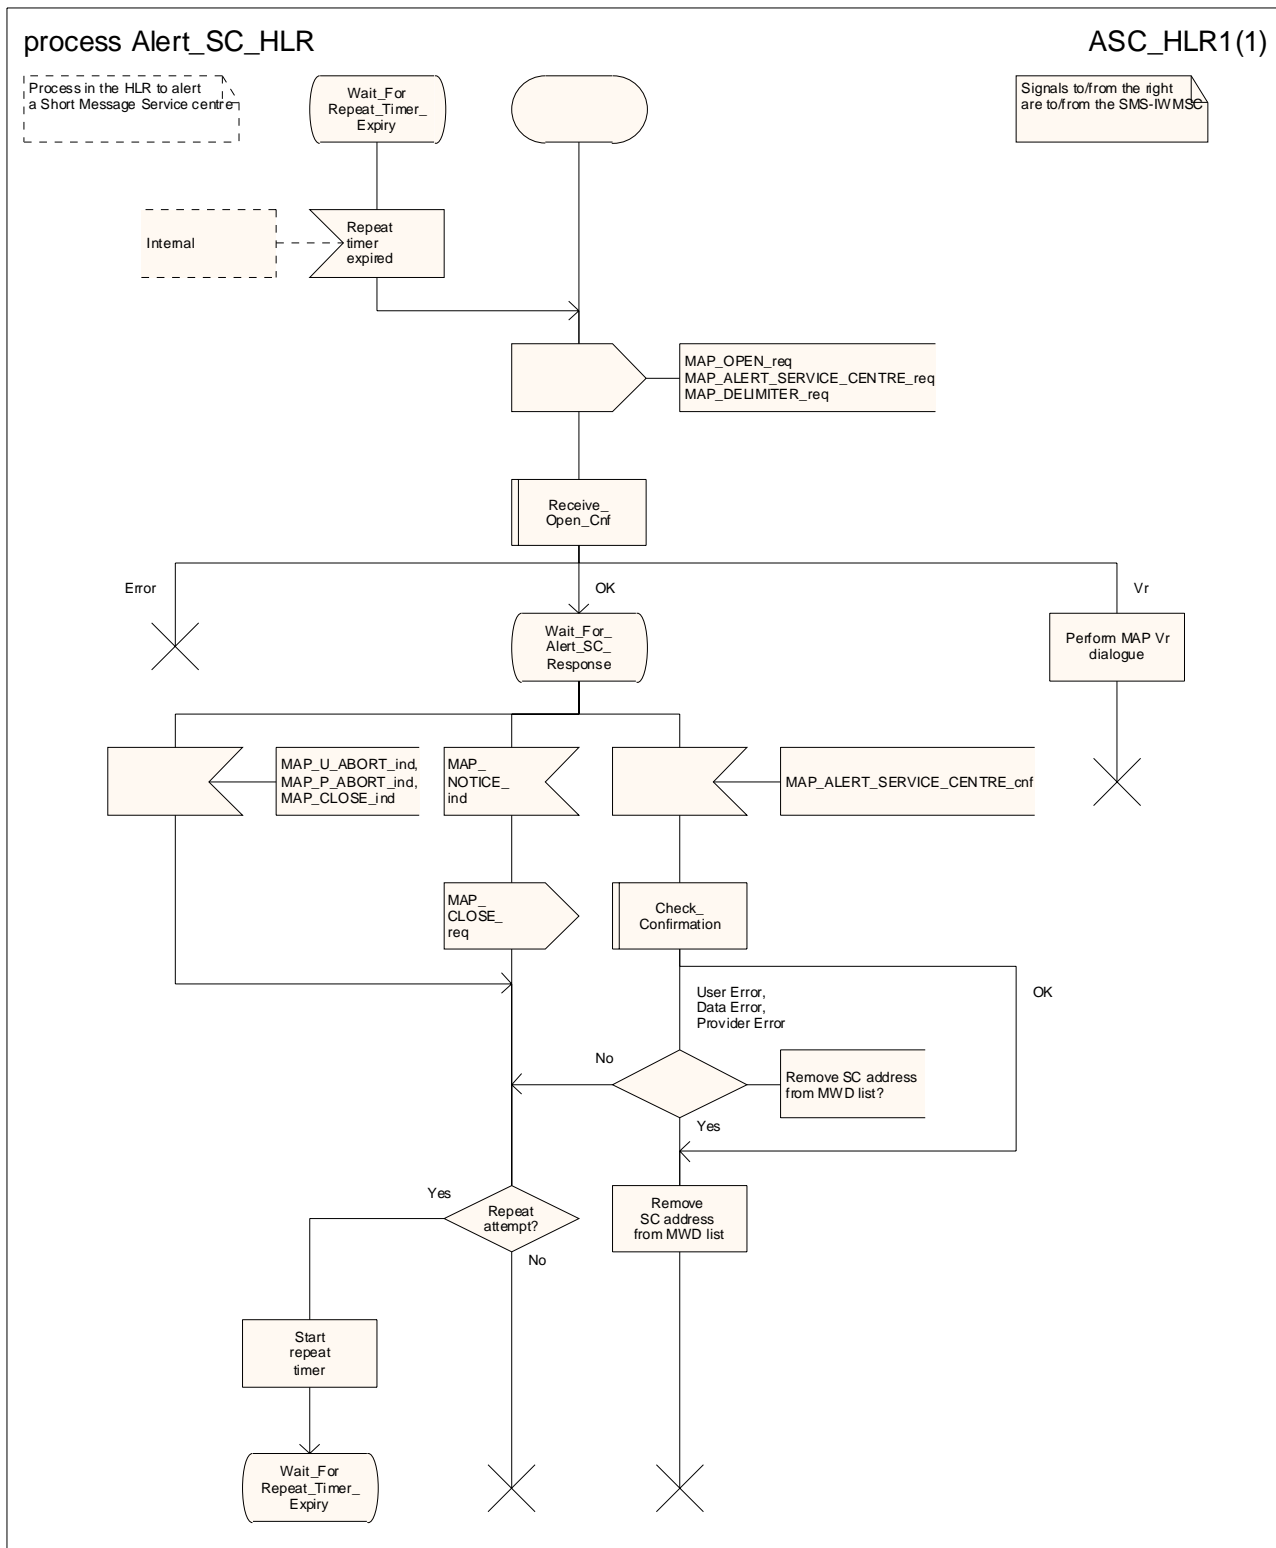 process Alert_SC_HLR
ASC_HLR1(1)
Process in the HLR to alert
a Short Message Service centre
Wait_For
Repeat_Timer_
Expiry
Signals to/from the right
are to/from the SMS-IWMSC
Internal
Repeat
timer
expired
MAP_OPEN_req
MAP_ALERT_SERVICE_CENTRE_req
MAP_DELIMITER_req
Receive_
Open_Cnf
Error
OK
Vr
Wait_For_
Alert_SC_
Response
Perform MAP Vr
dialogue
MAP_U_ABORT_ind,
MAP_P_ABORT_ind,
MAP_CLOSE_ind
MAP_
NOTICE_
ind
MAP_ALERT_SERVICE_CENTRE_cnf
MAP_
CLOSE_
req
Check_
Confirmation
User Error,
Data Error,
Provider Error
OK
No
Remove SC address
from MWD list?
Yes
Yes
Repeat
attempt?
No
Remove
SC address
from MWD list
Start
repeat
timer
Wait_For
Repeat_Timer_
Expiry